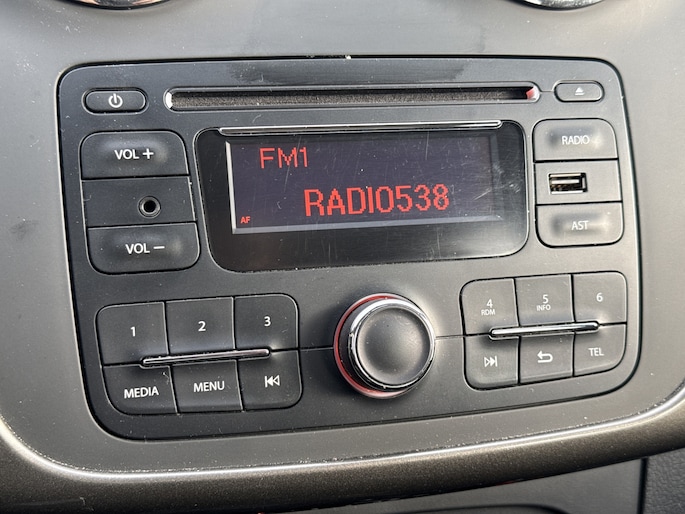 VOL +
RADIO
FM1
RADIO538
AF
VOL −
AST
1 2 3
4 RDM
5 INFO
6
MEDIA MENU
TEL